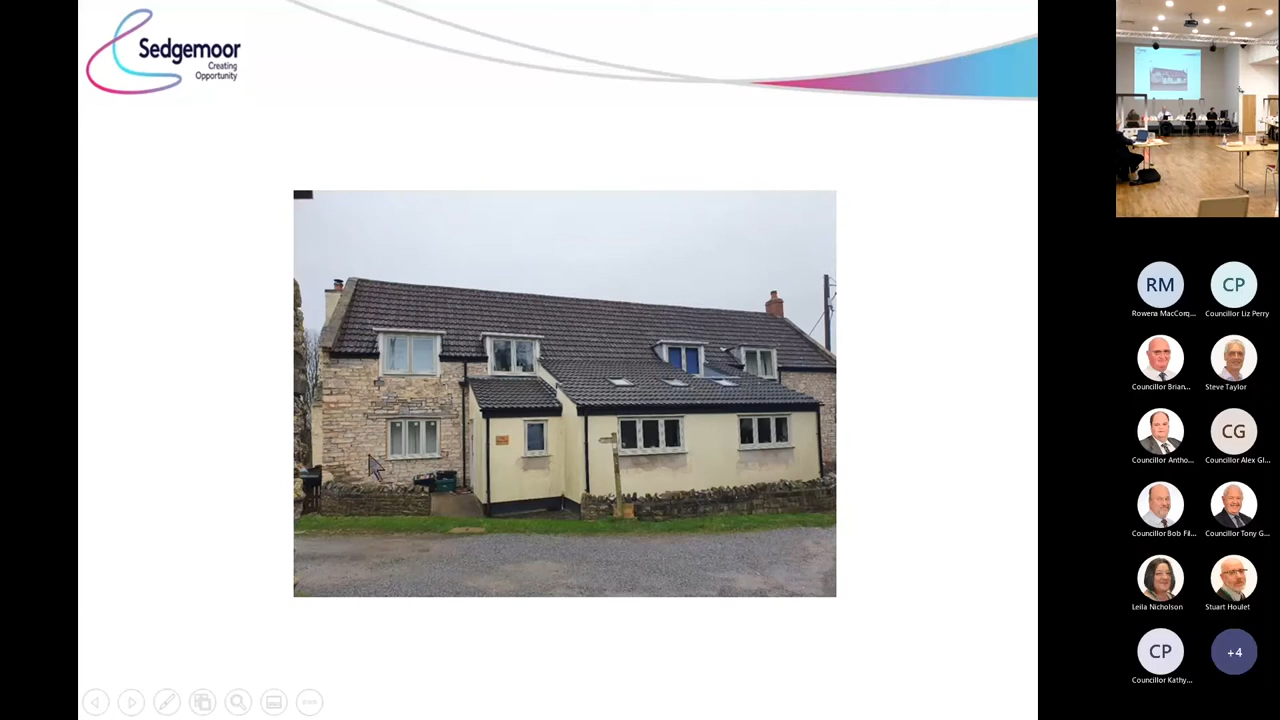 Sedgemoor
Creating
Opportunity
RM
CP
Rowena MacCorq...
Councillor Liz Perry
Councillor Brian...
Steve Taylor
CG
Councillor Antho...
Councillor Alex Gl...
Councillor Bob Fil...
Councillor Tony G...
Leila Nicholson
Stuart Houlet
CP
+4
Councillor Kathy...